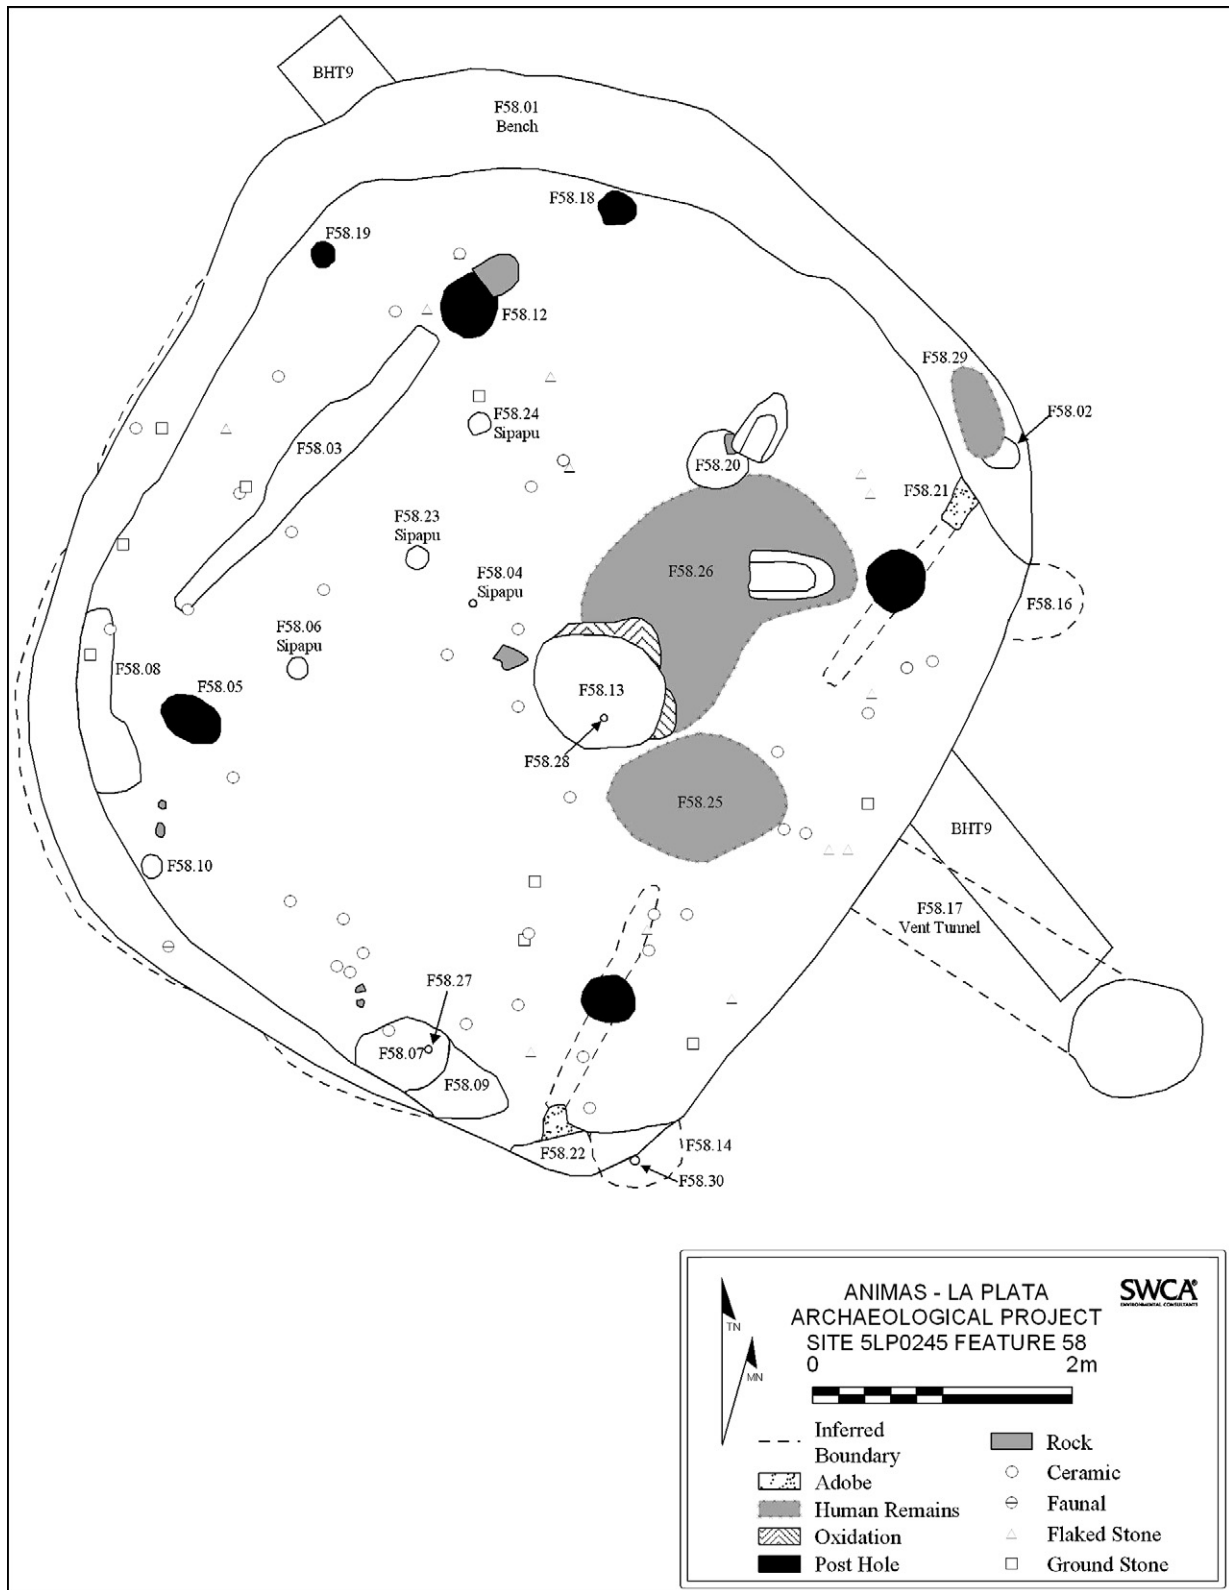 BHT9
F58.01
Bench
F58.18
F58.19
F58.12
F58.29
F58.02
F58.24
Sipapu
F58.03
F58.20
F58.21
F58.23
Sipapu
F58.04
Sipapu
F58.26
F58.16
F58.06
Sipapu
F58.08
F58.05
F58.13
F58.28
F58.25
BHT9
F58.10
F58.17
Vent Tunnel
F58.27
F58.07
F58.09
F58.22
F58.14
F58.30
ANIMAS - LA PLATA
ARCHAEOLOGICAL PROJECT
SITE 5LP0245 FEATURE 58
SWCA®
ENVIRONMENTAL CONSULTANTS
TN
MN
0 2m
Inferred
Boundary
Adobe
Human Remains
Oxidation
Post Hole
Rock
Ceramic
Faunal
Flaked Stone
Ground Stone